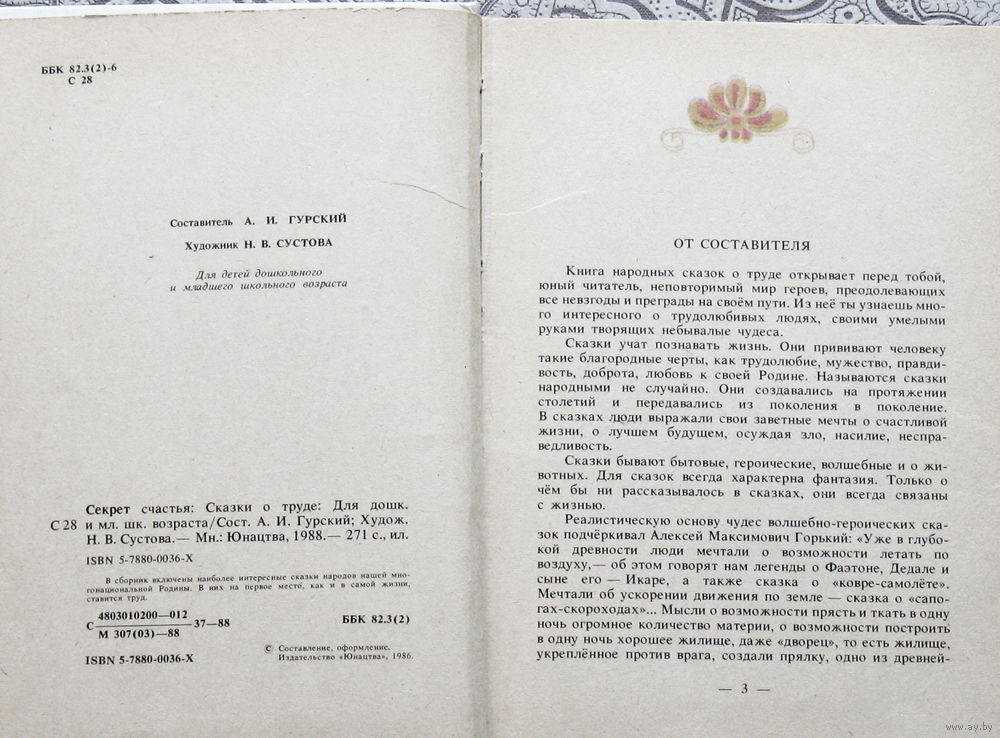 ББК 82.3(2)-6
С 28
Составитель А. И. ГУРСКИЙ
Художник Н. В. СУСТОВА
Для детей дошкольного
и младшего школьного возраста
Секрет счастья: Сказки о труде: Для дошк.
С 28 и мл. шк. возраста/Сост. А. И. Гурский; Худож.
Н. В. Сустова.— Мн.: Юнацтва, 1988.— 271 с., ил.
ISBN 5-7880-0036-X
В сборник включены наиболее интересные сказки народов нашей мно-
гонациональной Родины. В них на первое место, как и в самой жизни,
ставится труд.
4803010200—012
С 37—88
М 307(03)—88
ББК 82.3(2)
ISBN 5-7880-0036-X
© Составление, оформление.
Издательство «Юнацтва», 1986.
ОТ СОСТАВИТЕЛЯ
Книга народных сказок о труде открывает перед тобой,
юный читатель, неповторимый мир героев, преодолевающих
все невзгоды и преграды на своём пути. Из неё ты узнаешь мно-
го интересного о трудолюбивых людях, своими умелыми
руками творящих небывалые чудеса.
Сказки учат познавать жизнь. Они прививают человеку
такие благородные черты, как трудолюбие, мужество, правди-
вость, доброта, любовь к своей Родине. Называются сказки
народными не случайно. Они создавались на протяжении
столетий и передавались из поколения в поколение.
В сказках люди выражали свои заветные мечты о счастливой
жизни, о лучшем будущем, осуждая зло, насилие, неспра-
ведливость.
Сказки бывают бытовые, героические, волшебные и о жи-
вотных. Для сказок всегда характерна фантазия. Только о
чём бы ни рассказывалось в сказках, они всегда связаны
с жизнью.
Реалистическую основу чудес волшебно-героических ска-
зок подчёркивал Алексей Максимович Горький: «Уже в глубо-
кой древности люди мечтали о возможности летать по
воздуху,— об этом говорят нам легенды о Фаэтоне, Дедале и
сыне его — Икаре, а также сказка о «ковре-самолёте».
Мечтали об ускорении движения по земле — сказка о «сапо-
гах-скороходах»... Мысли о возможности прясть и ткать в одну
ночь огромное количество материи, о возможности построить
в одну ночь хорошее жилище, даже «дворец», то есть жилище,
укреплённое против врага, создали прялку, одно из древней-
— 3 —
www.ay.by